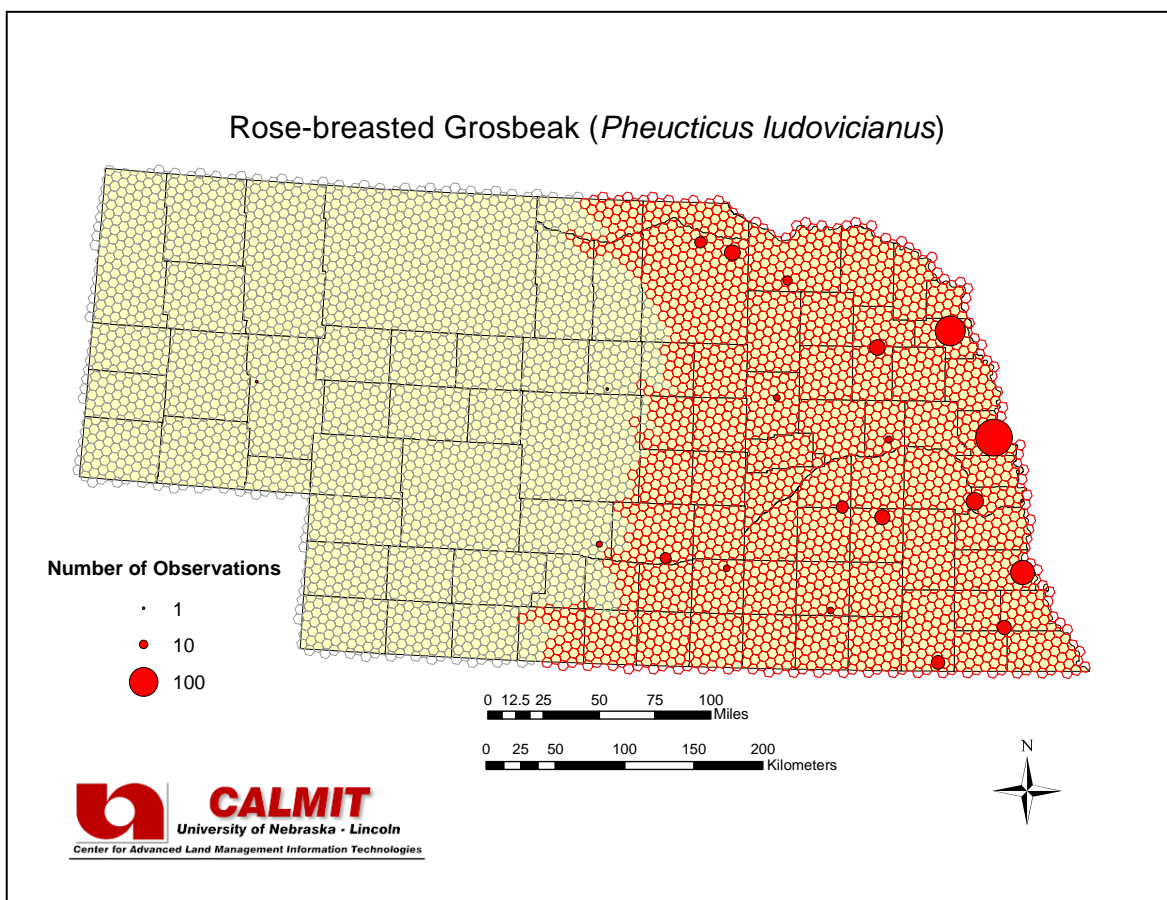 Rose-breasted Grosbeak (Pheucticus ludovicianus)
Number of Observations
1
10
100
0 12.5 25 50 75 100
Miles
0 25 50 100 150 200
Kilometers
N
CALMIT
University of Nebraska - Lincoln
Center for Advanced Land Management Information Technologies